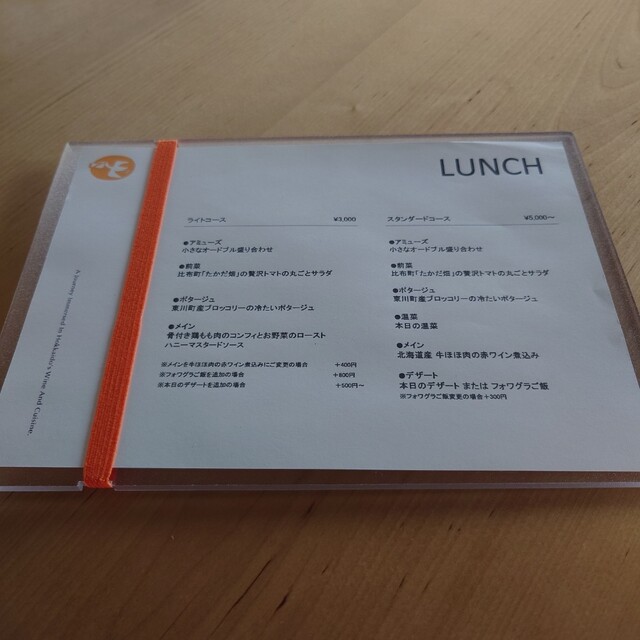 LUNCH
ライトコース ¥3,000
●アミューズ
小さなオードブル盛り合わせ
●前菜
比布町「たかだ畑」の贅沢トマトの丸ごとサラダ
●ポタージュ
東川町産ブロッコリーの冷たいポタージュ
●メイン
骨付き鶏もも肉のコンフィとお野菜のロースト
ハニーマスタードソース
※メインを牛ほほ肉の赤ワイン煮込みにご変更の場合 +400円
※フォワグラご飯を追加の場合 +800円
※本日のデザートを追加の場合 +500円～
スタンダードコース ¥5,000～
●アミューズ
小さなオードブル盛り合わせ
●前菜
比布町「たかだ畑」の贅沢トマトの丸ごとサラダ
●ポタージュ
東川町産ブロッコリーの冷たいポタージュ
●温菜
本日の温菜
●メイン
北海道産 牛ほほ肉の赤ワイン煮込み
●デザート
本日のデザート または フォワグラご飯
※フォワグラご飯変更の場合+300円
A Journey Immersed In Hokkaido's Wine And Cuisine.